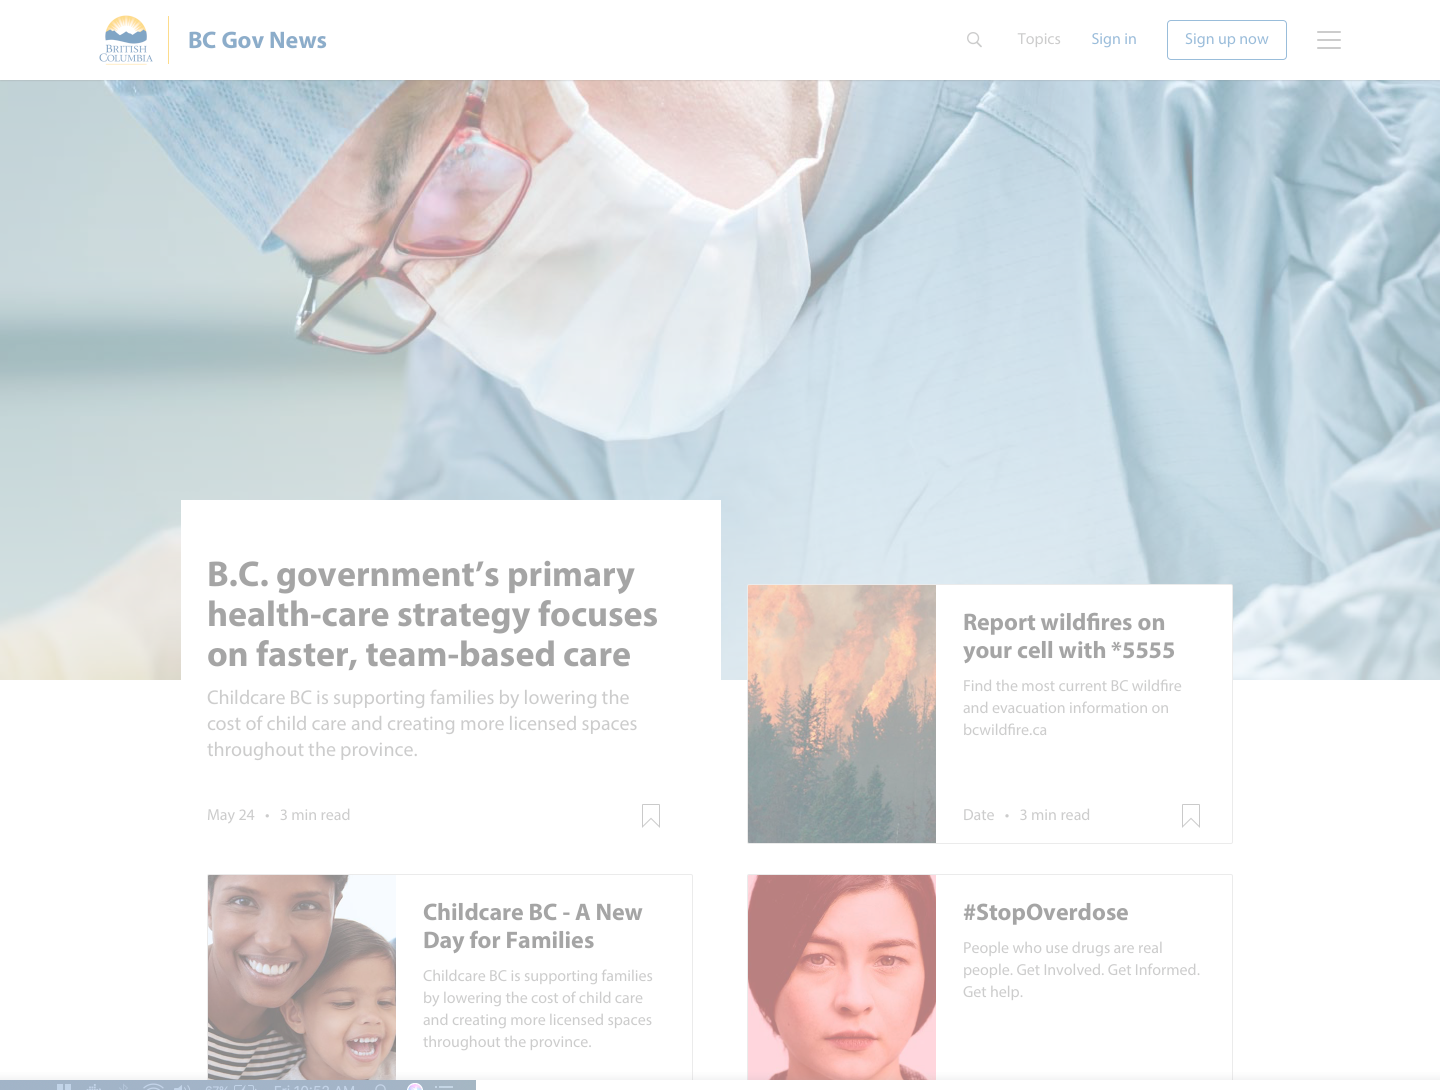 BRITISH
COLUMBIA
BC Gov News
Topics
Sign in
Sign up now
B.C. government’s primary
health-care strategy focuses
on faster, team-based care
Childcare BC is supporting families by lowering the
cost of child care and creating more licensed spaces
throughout the province.
May 24 • 3 min read
Report wildfires on
your cell with *5555
Find the most current BC wildfire
and evacuation information on
bcwildfire.ca
Date • 3 min read
Childcare BC - A New
Day for Families
Childcare BC is supporting families
by lowering the cost of child care
and creating more licensed spaces
throughout the province.
#StopOverdose
People who use drugs are real
people. Get Involved. Get Informed.
Get help.